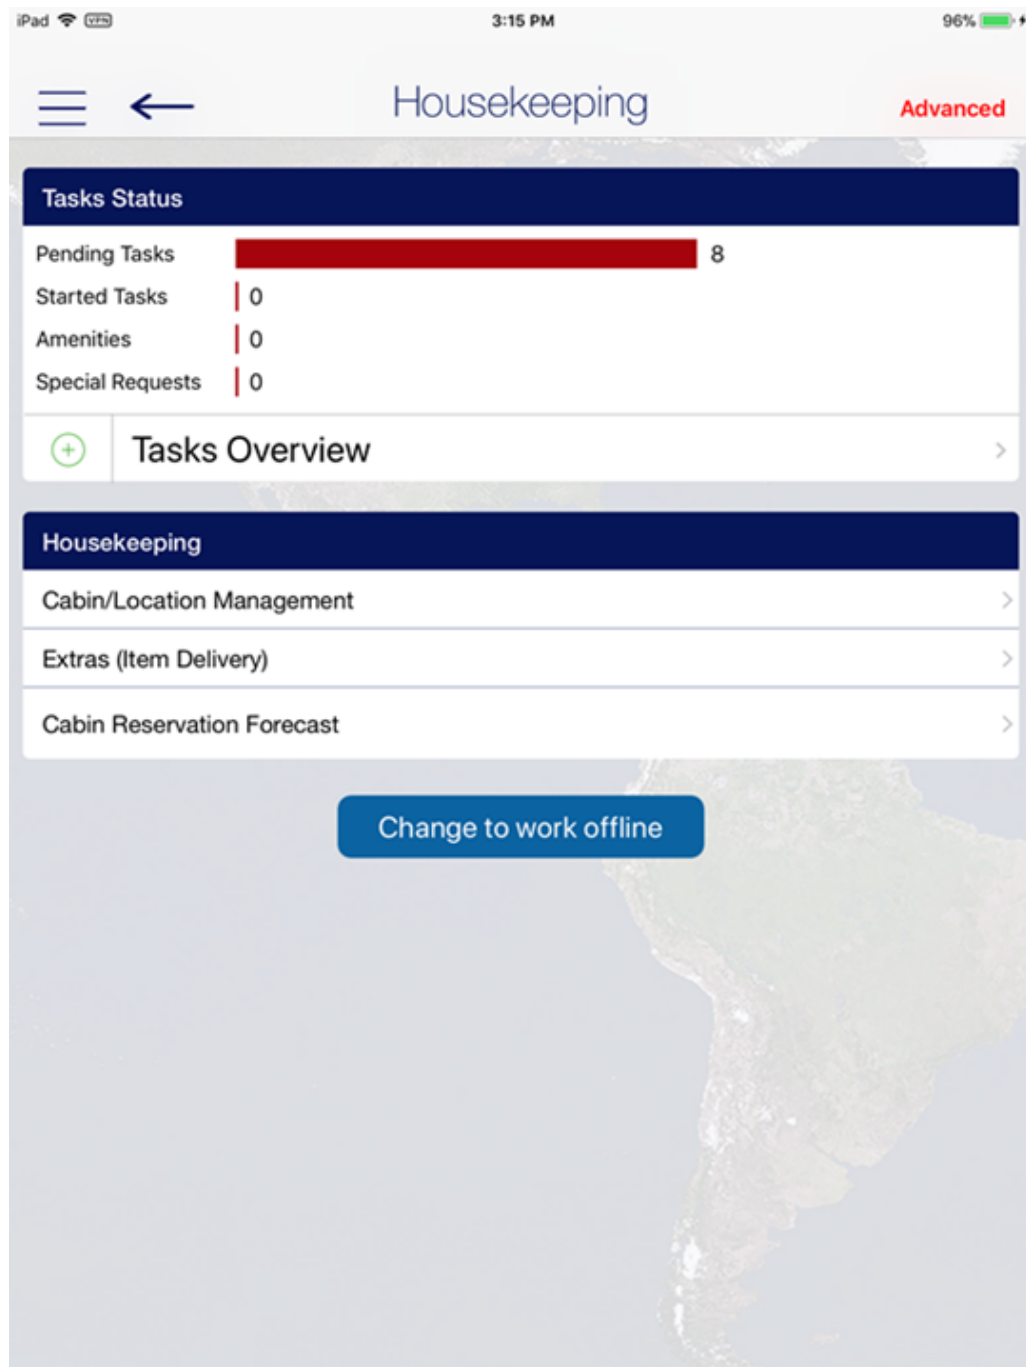 iPad VPN 3:15 PM 96%
Housekeeping Advanced
Tasks Status
Pending Tasks 8
Started Tasks 0
Amenities 0
Special Requests 0
Tasks Overview
Housekeeping
Cabin/Location Management
Extras (Item Delivery)
Cabin Reservation Forecast
Change to work offline